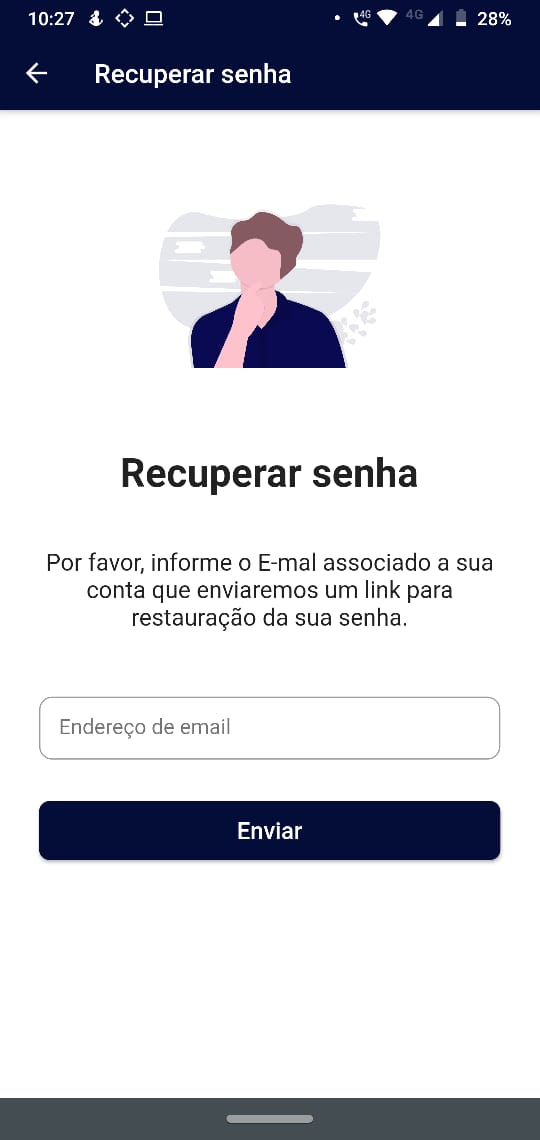 10:27 4G 4G 28%
Recuperar senha
Recuperar senha
Por favor, informe o E-mal associado a sua
conta que enviaremos um link para
restauração da sua senha.
Endereço de email
Enviar